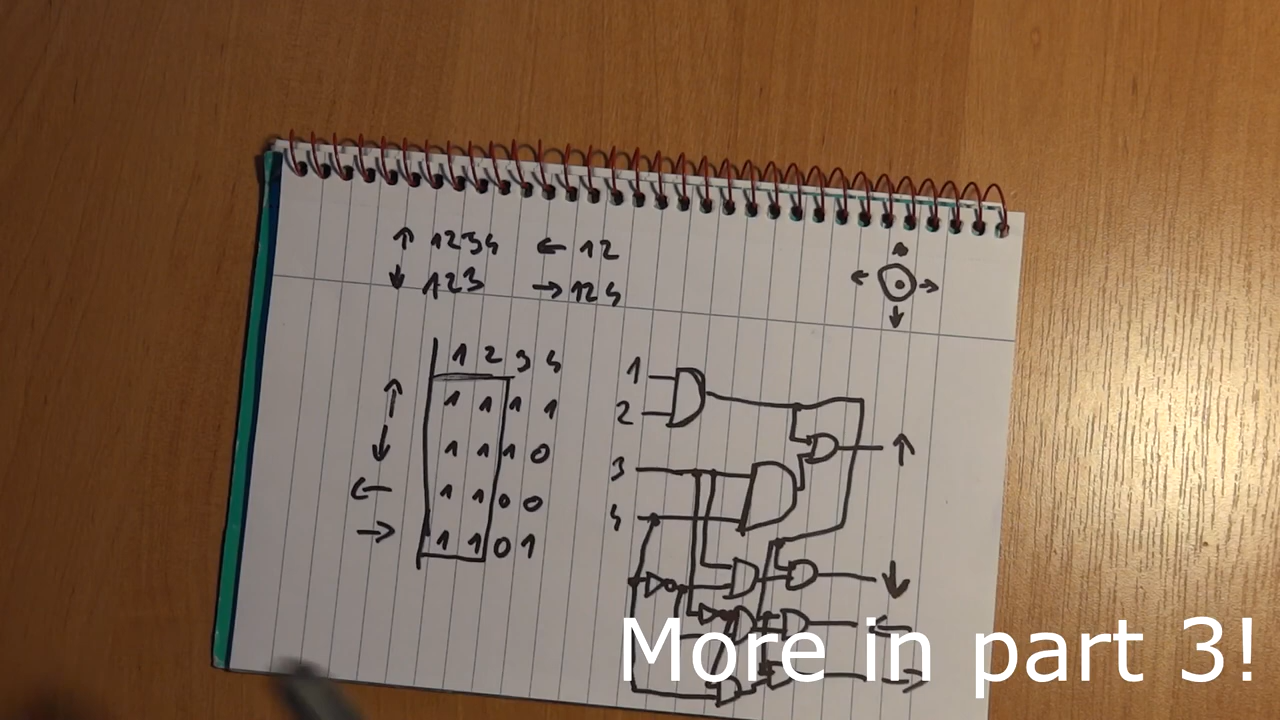 ↑ 1234 ← 12
↓ 123 → 124
1 2 3 4
↑ 1 1 1 1
↓ 1 1 1 0
← 1 1 0 0
→ 1 1 0 1
1
2
↑
3
4
↓
←
→
More in part 3!